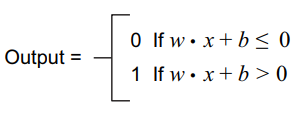 0 If w • x + b ≤ 0
Output =
1 If w • x + b > 0